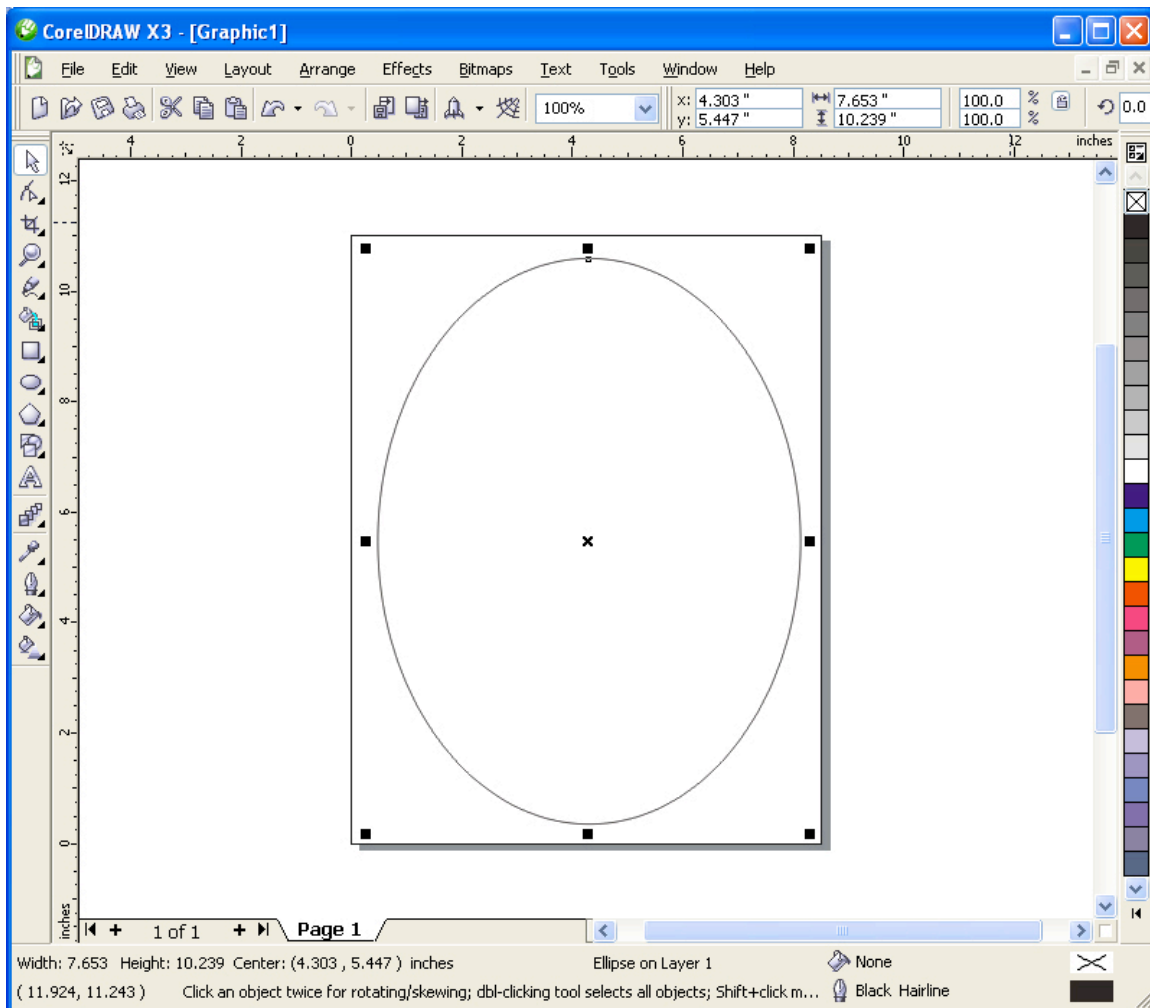 CorelDRAW X3 - [Graphic1]
File Edit View Layout Arrange Effects Bitmaps Text Tools Window Help
100% x: 4.303 " 7.653 " 100.0 % 0.0
y: 5.447 " 10.239 " 100.0 %
4 2 0 2 4 6 8 10 12 inches
12
10
8
6
4
2
0
inches
1 of 1 Page 1
Width: 7.653 Height: 10.239 Center: (4.303 , 5.447 ) inches Ellipse on Layer 1 None
( 11.924, 11.243 ) Click an object twice for rotating/skewing; dbl-clicking tool selects all objects; Shift+click m... Black Hairline